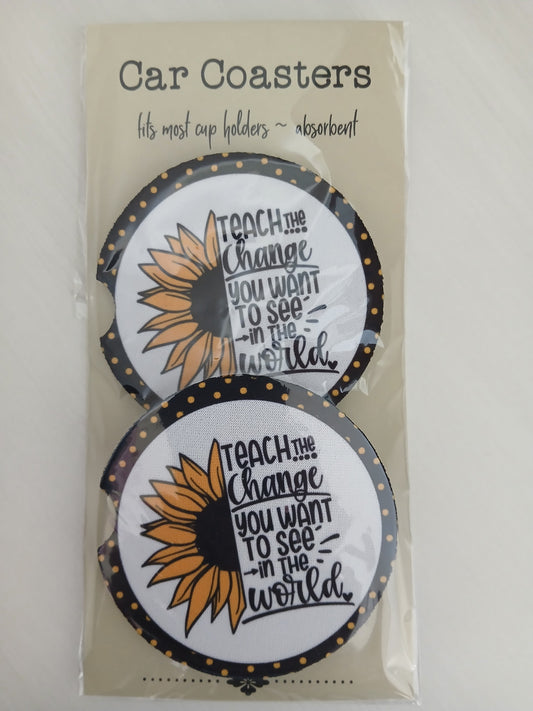 Car Coasters
fits most cup holders ~ absorbent
TEACH THE
Change
YOU WANT
TO SEE
in THE
world
TEACH THE
Change
YOU WANT
TO SEE
in THE
world